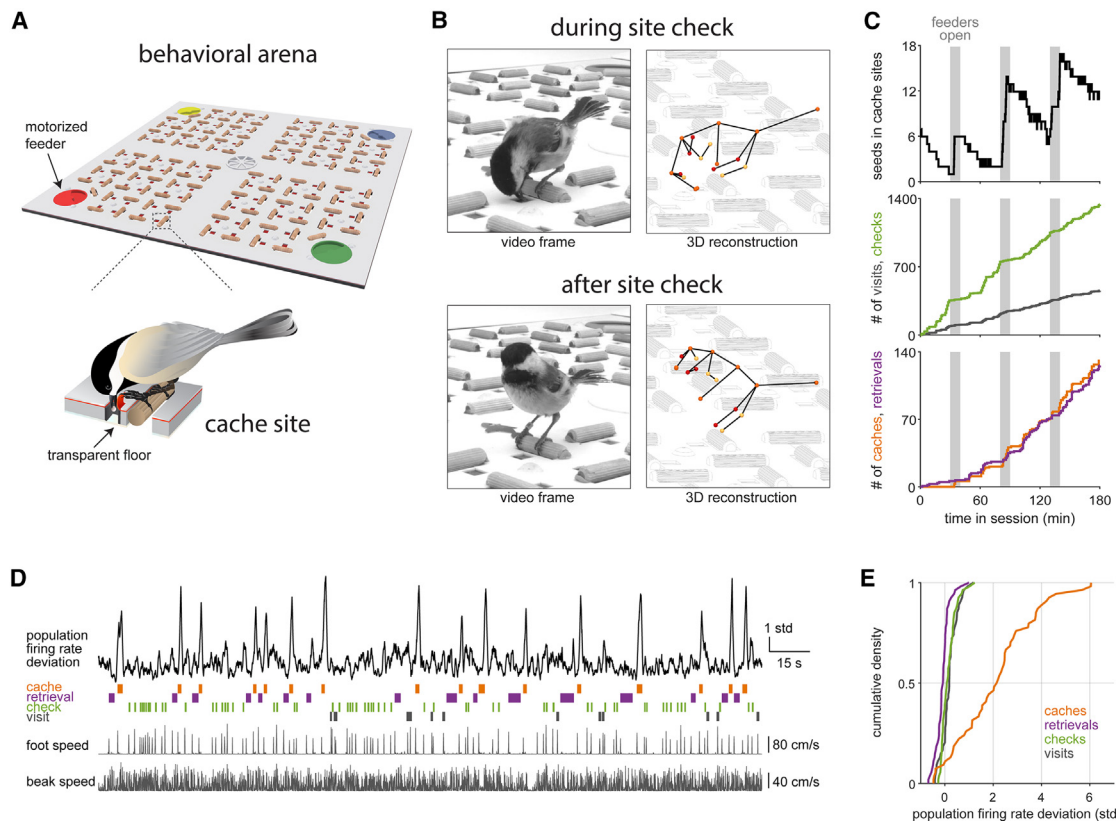 A
behavioral arena
motorized
feeder
cache site
transparent floor
B
during site check
video frame
3D reconstruction
after site check
video frame
3D reconstruction
C
feeders
open
seeds in cache sites
18
12
6
0
# of visits, checks
1400
700
0
# of caches, retrievals
140
70
0
0 60 120 180
time in session (min)
D
population
firing rate
deviation
1 std
15 s
cache
retrieval
check
visit
foot speed
80 cm/s
beak speed
40 cm/s
E
cumulative density
1
0.5
0
caches
retrievals
checks
visits
0 2 4 6
population firing rate deviation (std